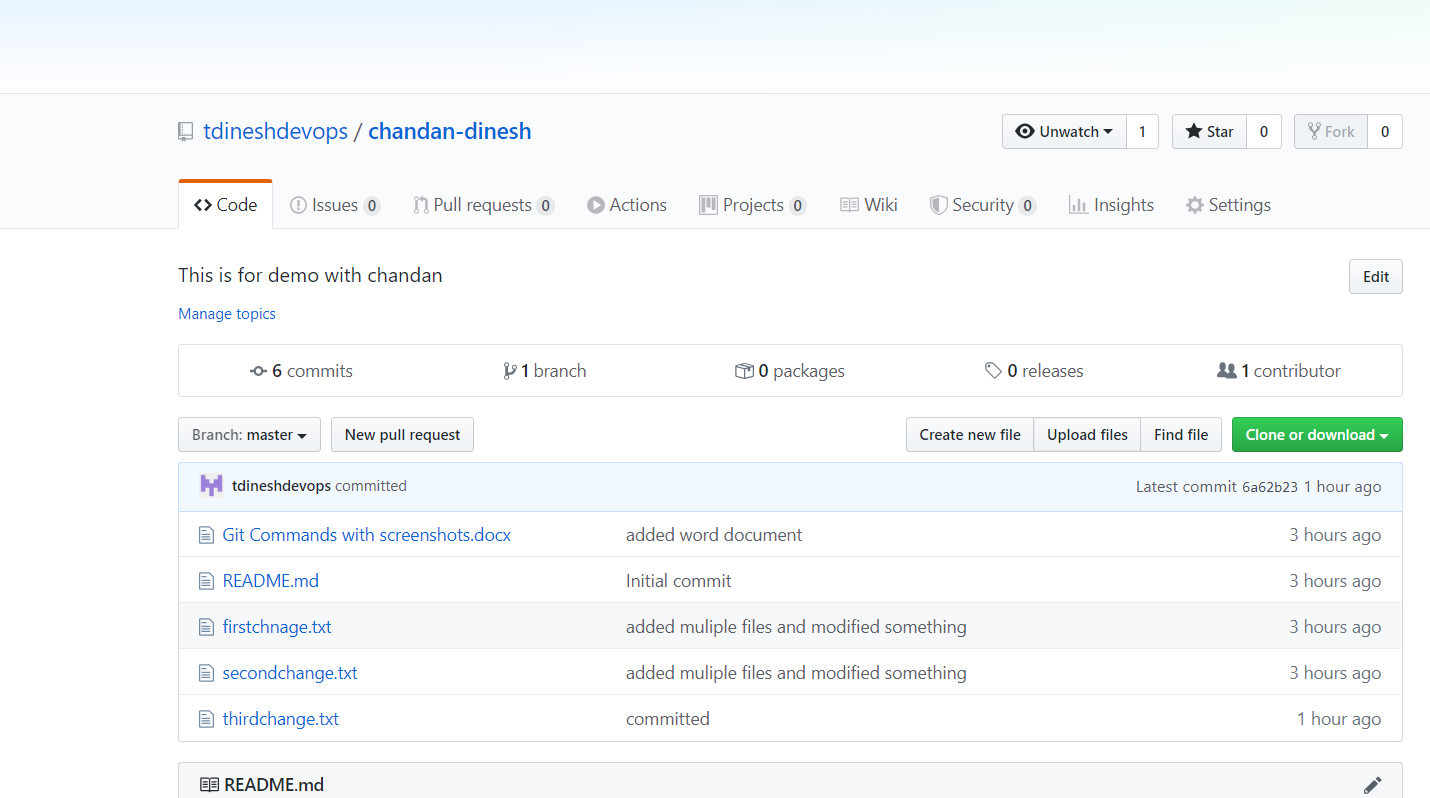 tdineshdevops / chandan-dinesh Unwatch 1 Star 0 Fork 0
Code Issues 0 Pull requests 0 Actions Projects 0 Wiki Security 0 Insights Settings
This is for demo with chandan Edit
Manage topics
6 commits 1 branch 0 packages 0 releases 1 contributor
Branch: master New pull request Create new file Upload files Find file Clone or download
tdineshdevops committed Latest commit 6a62b23 1 hour ago
Git Commands with screenshots.docx added word document 3 hours ago
README.md Initial commit 3 hours ago
firstchnage.txt added muliple files and modified something 3 hours ago
secondchange.txt added muliple files and modified something 3 hours ago
thirdchange.txt committed 1 hour ago
README.md